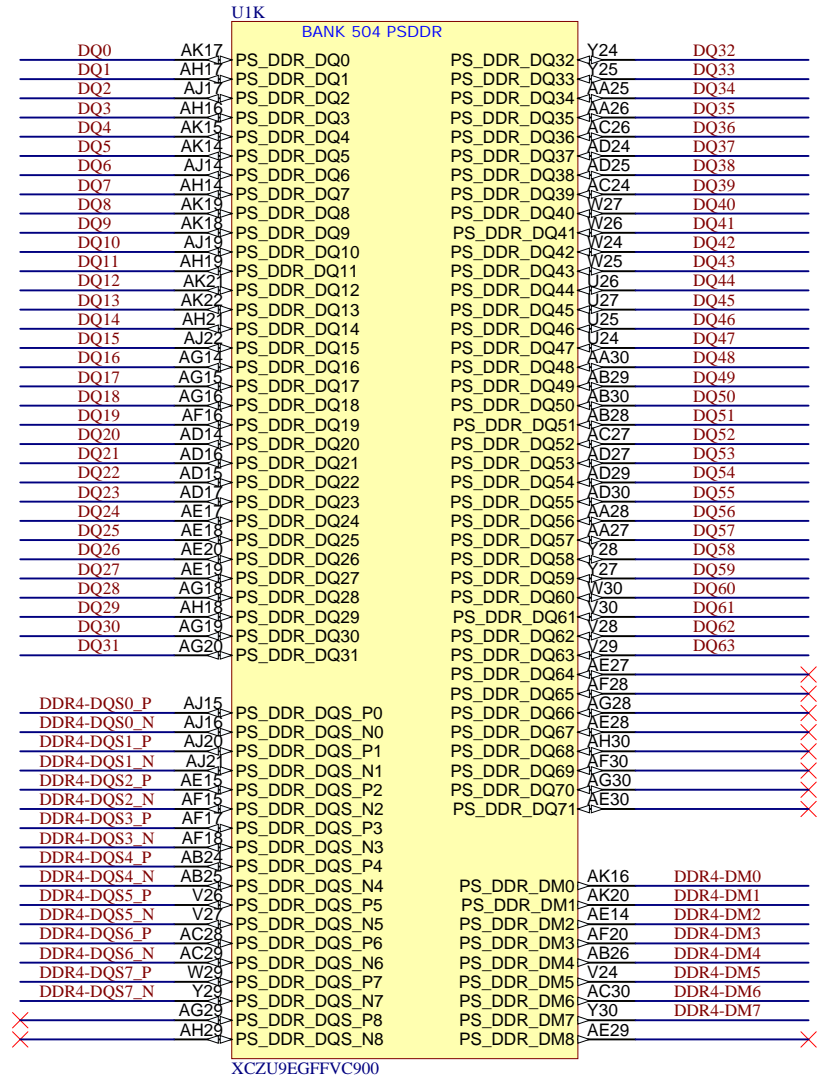 U1K
BANK 504 PSDDR
DQ0 AK17 PS_DDR_DQ0 PS_DDR_DQ32 Y24 DQ32
DQ1 AH17 PS_DDR_DQ1 PS_DDR_DQ33 Y25 DQ33
DQ2 AJ17 PS_DDR_DQ2 PS_DDR_DQ34 AA25 DQ34
DQ3 AH16 PS_DDR_DQ3 PS_DDR_DQ35 AA26 DQ35
DQ4 AK15 PS_DDR_DQ4 PS_DDR_DQ36 AC26 DQ36
DQ5 AK14 PS_DDR_DQ5 PS_DDR_DQ37 AD24 DQ37
DQ6 AJ14 PS_DDR_DQ6 PS_DDR_DQ38 AD25 DQ38
DQ7 AH14 PS_DDR_DQ7 PS_DDR_DQ39 AC24 DQ39
DQ8 AK19 PS_DDR_DQ8 PS_DDR_DQ40 W27 DQ40
DQ9 AK18 PS_DDR_DQ9 PS_DDR_DQ41 W26 DQ41
DQ10 AJ19 PS_DDR_DQ10 PS_DDR_DQ42 W24 DQ42
DQ11 AH19 PS_DDR_DQ11 PS_DDR_DQ43 W25 DQ43
DQ12 AK21 PS_DDR_DQ12 PS_DDR_DQ44 U26 DQ44
DQ13 AK22 PS_DDR_DQ13 PS_DDR_DQ45 U27 DQ45
DQ14 AH21 PS_DDR_DQ14 PS_DDR_DQ46 U25 DQ46
DQ15 AJ22 PS_DDR_DQ15 PS_DDR_DQ47 U24 DQ47
DQ16 AG14 PS_DDR_DQ16 PS_DDR_DQ48 AA30 DQ48
DQ17 AG15 PS_DDR_DQ17 PS_DDR_DQ49 AB29 DQ49
DQ18 AG16 PS_DDR_DQ18 PS_DDR_DQ50 AB30 DQ50
DQ19 AF16 PS_DDR_DQ19 PS_DDR_DQ51 AB28 DQ51
DQ20 AD14 PS_DDR_DQ20 PS_DDR_DQ52 AC27 DQ52
DQ21 AD16 PS_DDR_DQ21 PS_DDR_DQ53 AD27 DQ53
DQ22 AD15 PS_DDR_DQ22 PS_DDR_DQ54 AD29 DQ54
DQ23 AD17 PS_DDR_DQ23 PS_DDR_DQ55 AD30 DQ55
DQ24 AE17 PS_DDR_DQ24 PS_DDR_DQ56 AA28 DQ56
DQ25 AE18 PS_DDR_DQ25 PS_DDR_DQ57 AA27 DQ57
DQ26 AE20 PS_DDR_DQ26 PS_DDR_DQ58 Y28 DQ58
DQ27 AE19 PS_DDR_DQ27 PS_DDR_DQ59 Y27 DQ59
DQ28 AG18 PS_DDR_DQ28 PS_DDR_DQ60 W30 DQ60
DQ29 AH18 PS_DDR_DQ29 PS_DDR_DQ61 V30 DQ61
DQ30 AG19 PS_DDR_DQ30 PS_DDR_DQ62 V28 DQ62
DQ31 AG20 PS_DDR_DQ31 PS_DDR_DQ63 V29 DQ63
PS_DDR_DQ64 AE27
PS_DDR_DQ65 AF28
DDR4-DQS0_P AJ15 PS_DDR_DQS_P0 PS_DDR_DQ66 AG28
DDR4-DQS0_N AJ16 PS_DDR_DQS_N0 PS_DDR_DQ67 AE28
DDR4-DQS1_P AJ20 PS_DDR_DQS_P1 PS_DDR_DQ68 AH30
DDR4-DQS1_N AJ21 PS_DDR_DQS_N1 PS_DDR_DQ69 AF30
DDR4-DQS2_P AE15 PS_DDR_DQS_P2 PS_DDR_DQ70 AG30
DDR4-DQS2_N AF15 PS_DDR_DQS_N2 PS_DDR_DQ71 AE30
DDR4-DQS3_P AF17 PS_DDR_DQS_P3
DDR4-DQS3_N AF18 PS_DDR_DQS_N3
DDR4-DQS4_P AB24 PS_DDR_DQS_P4
DDR4-DQS4_N AB25 PS_DDR_DQS_N4 PS_DDR_DM0 AK16 DDR4-DM0
DDR4-DQS5_P V26 PS_DDR_DQS_P5 PS_DDR_DM1 AK20 DDR4-DM1
DDR4-DQS5_N V27 PS_DDR_DQS_N5 PS_DDR_DM2 AE14 DDR4-DM2
DDR4-DQS6_P AC28 PS_DDR_DQS_P6 PS_DDR_DM3 AF20 DDR4-DM3
DDR4-DQS6_N AC29 PS_DDR_DQS_N6 PS_DDR_DM4 AB26 DDR4-DM4
DDR4-DQS7_P W29 PS_DDR_DQS_P7 PS_DDR_DM5 V24 DDR4-DM5
DDR4-DQS7_N Y29 PS_DDR_DQS_N7 PS_DDR_DM6 AC30 DDR4-DM6
AG29 PS_DDR_DQS_P8 PS_DDR_DM7 Y30 DDR4-DM7
AH29 PS_DDR_DQS_N8 PS_DDR_DM8 AE29
XCZU9EGFFVC900